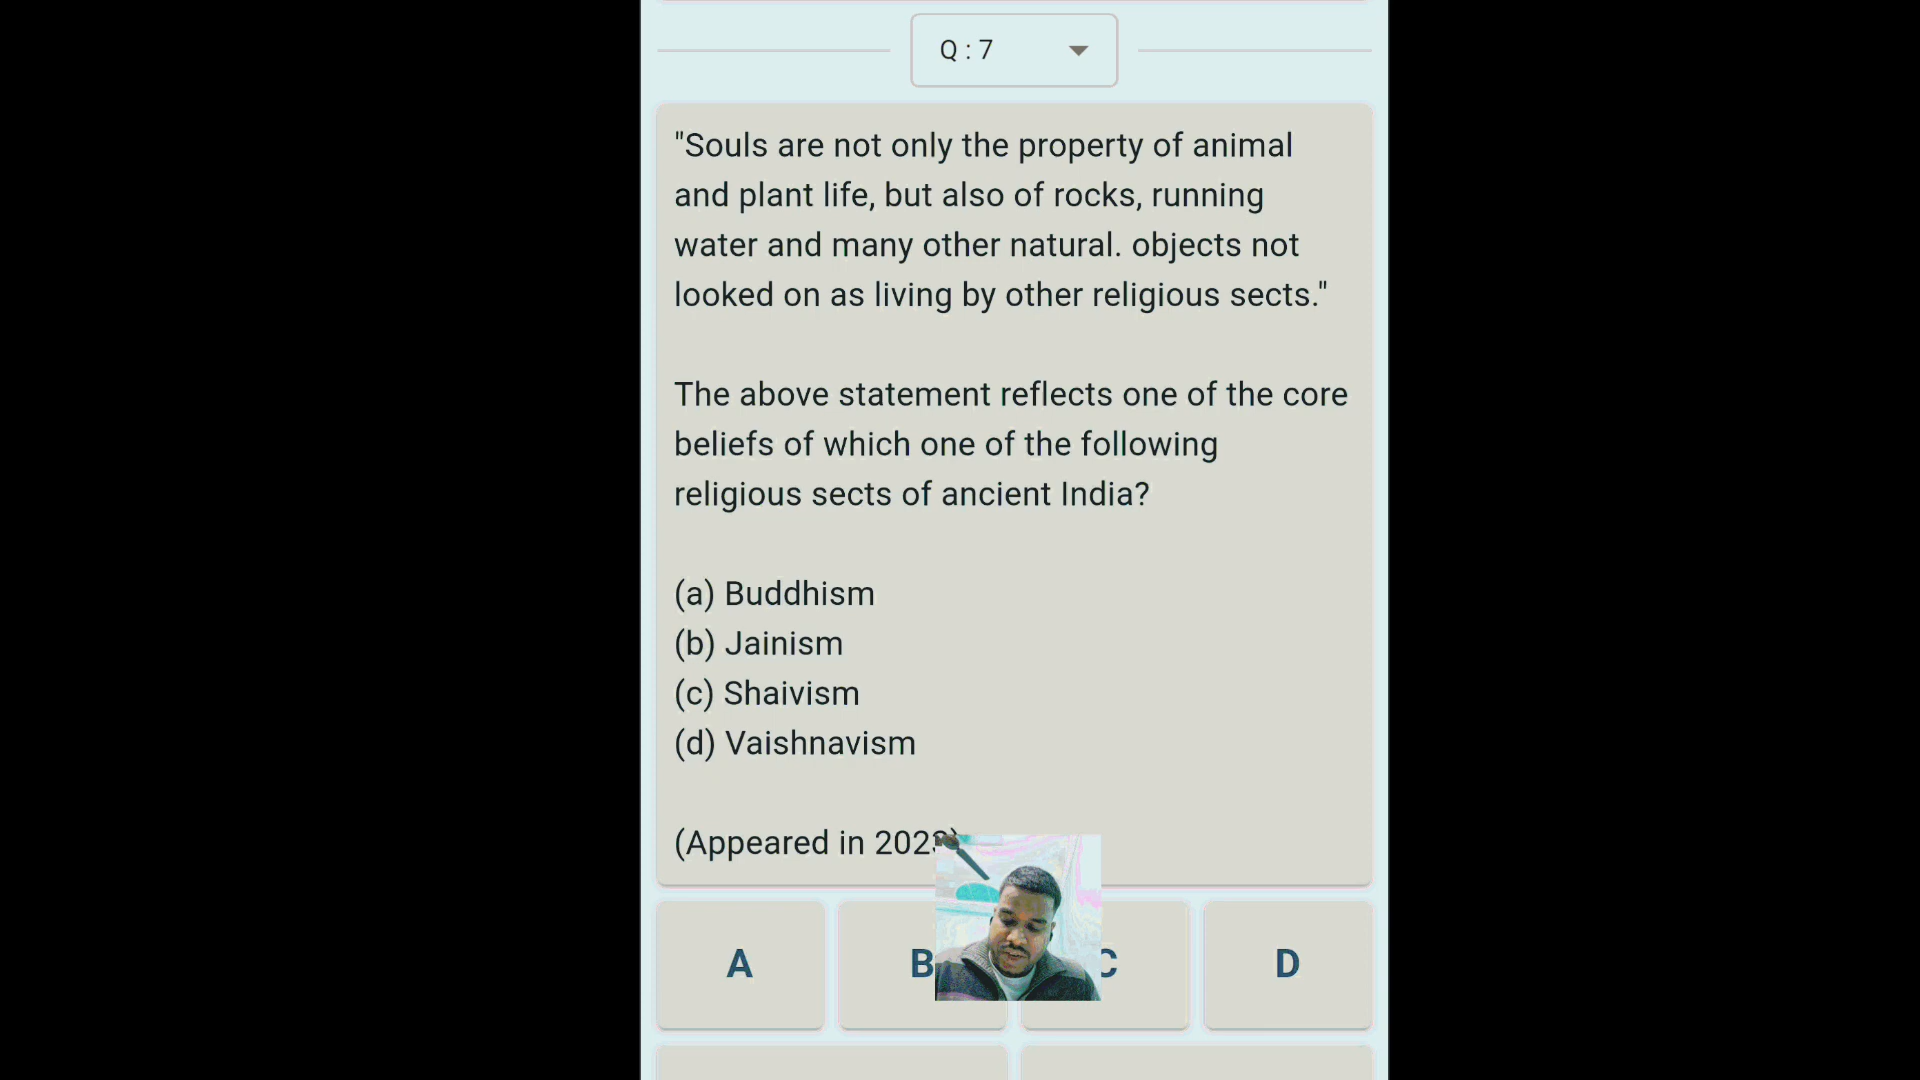 Q : 7
"Souls are not only the property of animal
and plant life, but also of rocks, running
water and many other natural. objects not
looked on as living by other religious sects."
The above statement reflects one of the core
beliefs of which one of the following
religious sects of ancient India?
(a) Buddhism
(b) Jainism
(c) Shaivism
(d) Vaishnavism
(Appeared in 2023)
A
B
C
D